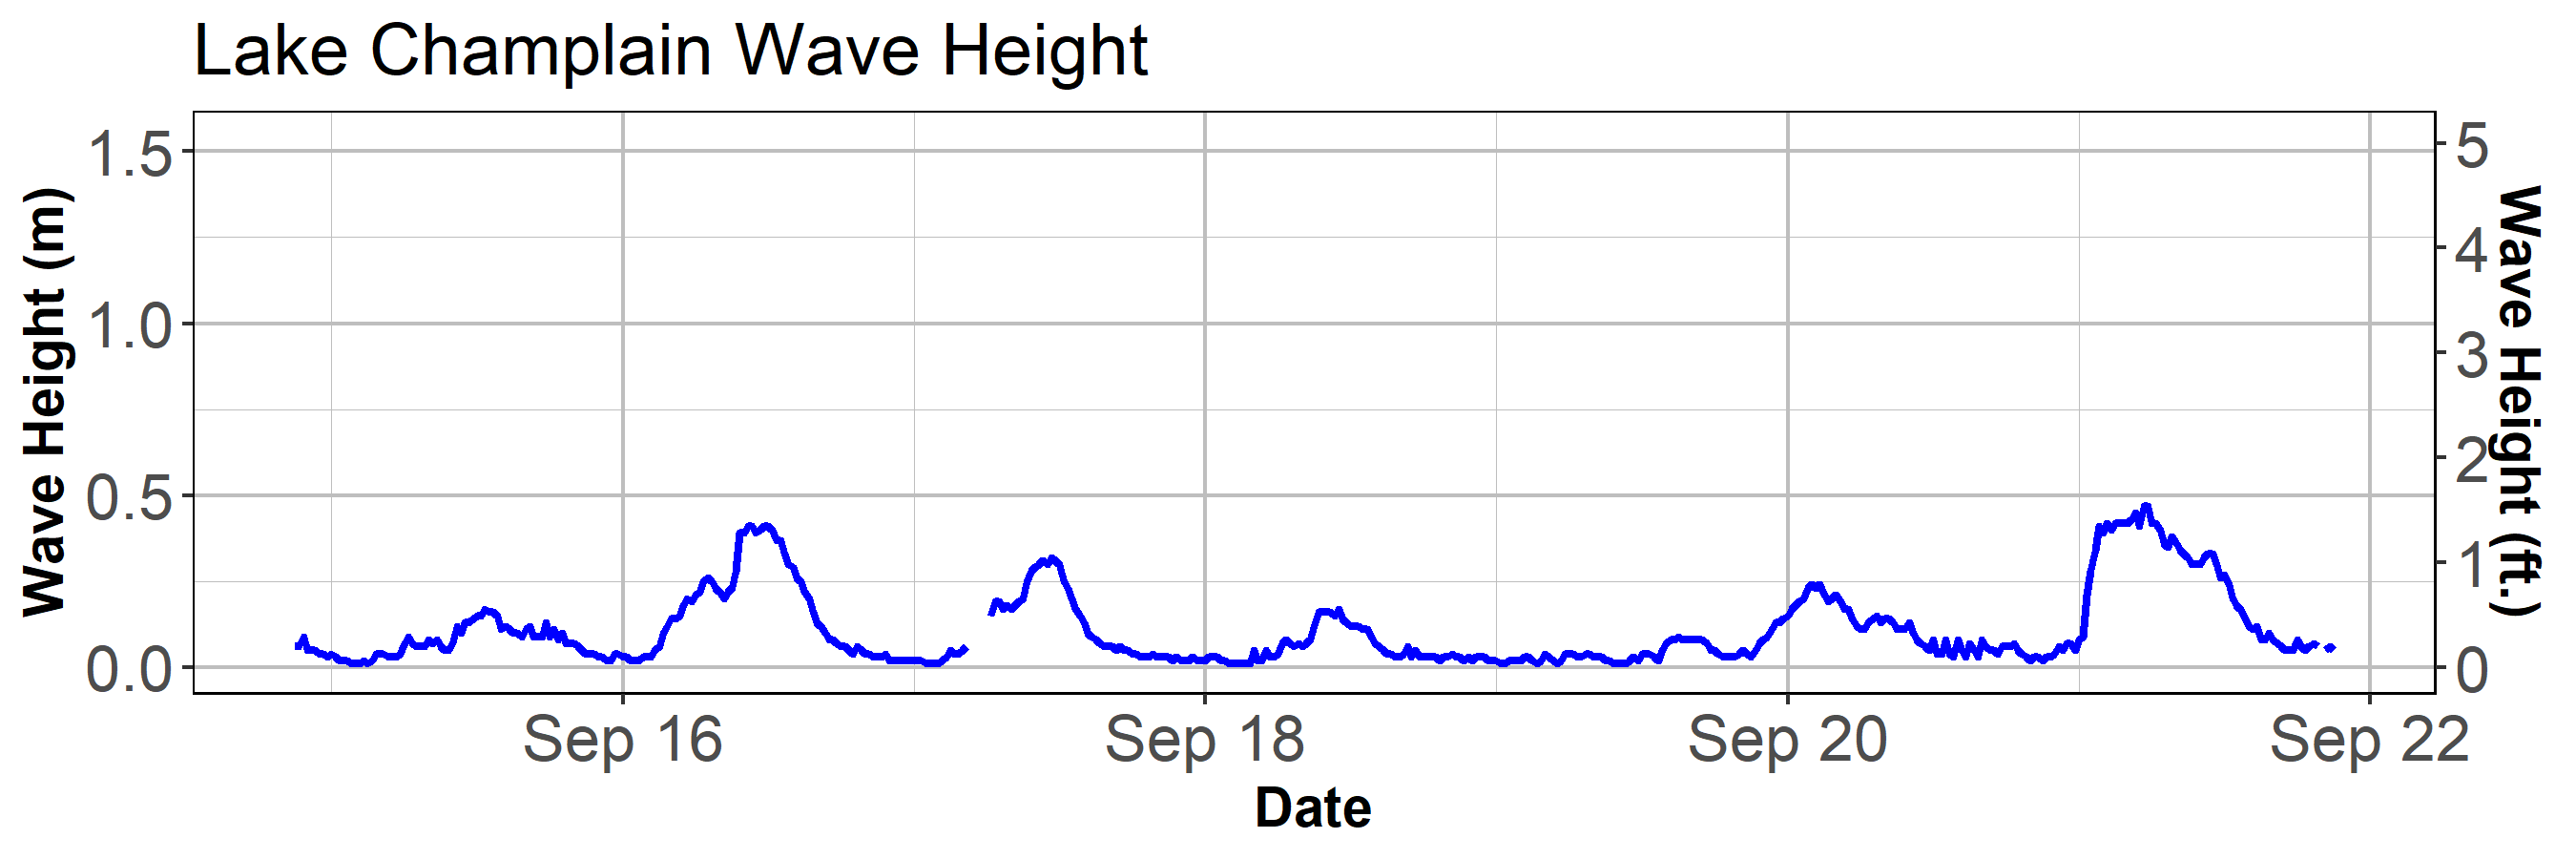 Lake Champlain Wave Height
Wave Height (m)
1.5
1.0
0.5
0.0
5
4
3
2
1
0
Wave Height (ft.)
Sep 16
Sep 18
Sep 20
Sep 22
Date